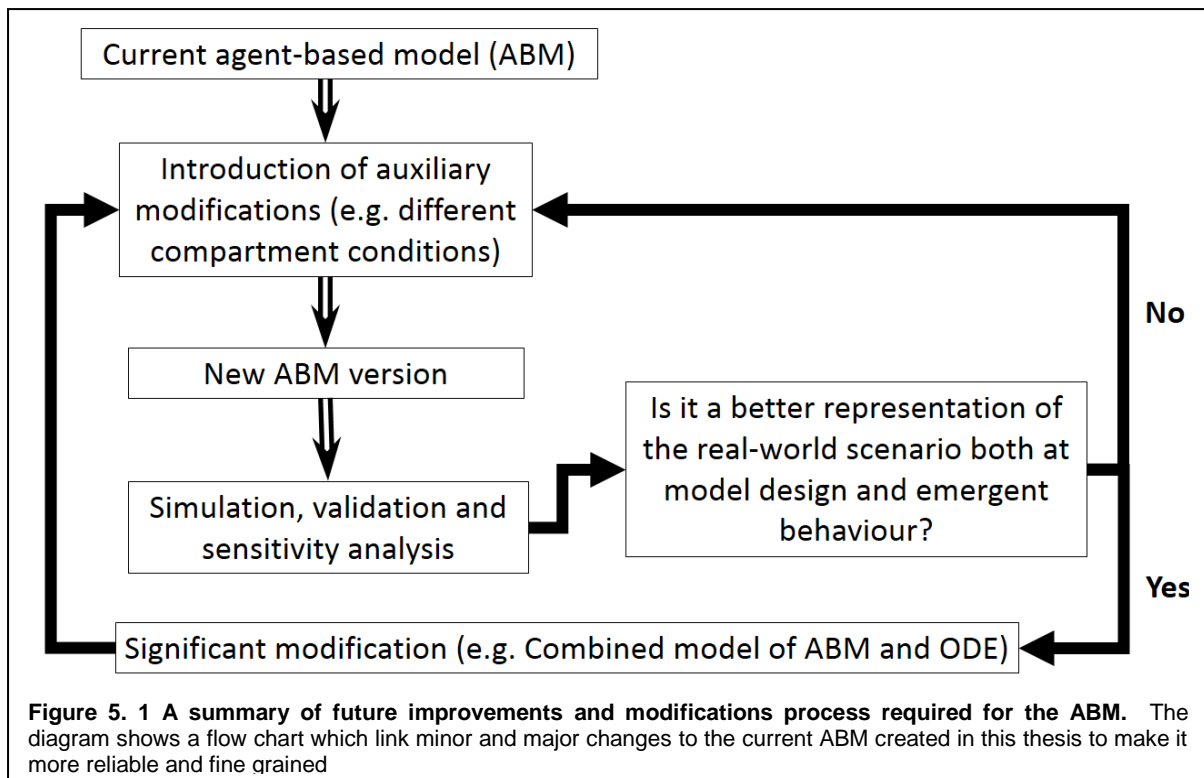 Current agent-based model (ABM)
Introduction of auxiliary
modifications (e.g. different
compartment conditions)
No
New ABM version
Is it a better representation of
the real-world scenario both at
model design and emergent
behaviour?
Simulation, validation and
sensitivity analysis
Yes
Significant modification (e.g. Combined model of ABM and ODE)
Figure 5. 1 A summary of future improvements and modifications process required for the ABM. The
diagram shows a flow chart which link minor and major changes to the current ABM created in this thesis to make it
more reliable and fine grained